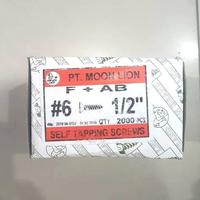 PT. MOON LION
F + AB
#6 1/2"
QTY 2000 PCS
SELF TAPPING SCREWS